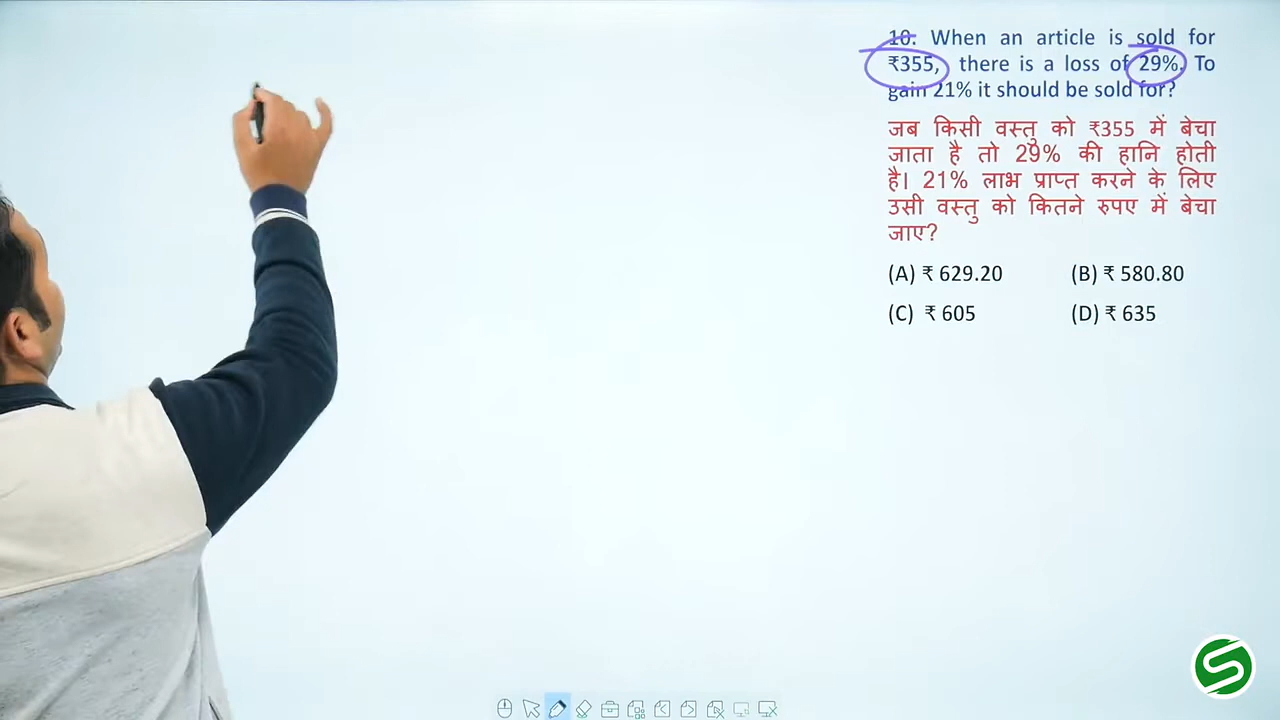 10. When an article is sold for
₹355, there is a loss of 29%. To
gain 21% it should be sold for?
जब किसी वस्तु को ₹355 में बेचा
जाता है तो 29% की हानि होती
है। 21% लाभ प्राप्त करने के लिए
उसी वस्तु को कितने रुपए में बेचा
जाए?
(A) ₹ 629.20 (B) ₹ 580.80
(C) ₹ 605 (D) ₹ 635